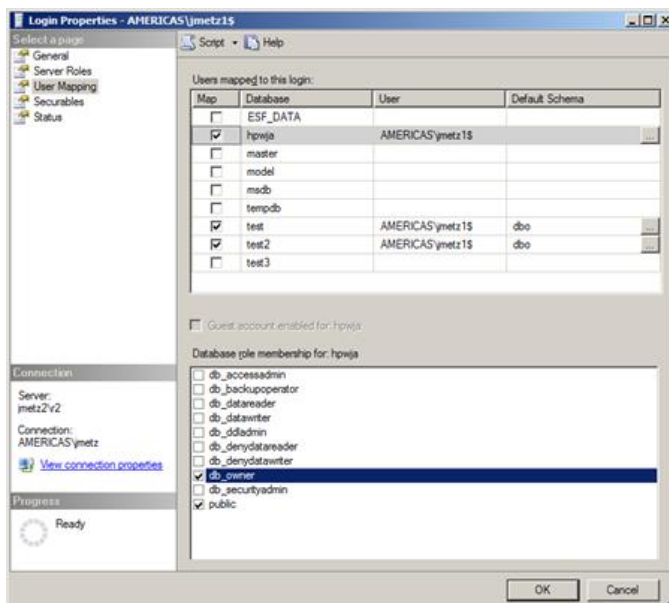 Login Properties - AMERICAS\jmetz1$
Select a page
General
Server Roles
User Mapping
Securables
Status
Script Help
Users mapped to this login:
Map Database User Default Schema
ESF_DATA
hpwja AMERICAS\jmetz1$ ...
master
model
msdb
tempdb
test AMERICAS\jmetz1$ dbo ...
test2 AMERICAS\jmetz1$ dbo ...
test3
Guest account enabled for: hpwja
Database role membership for: hpwja
db_accessadmin
db_backupoperator
db_datareader
db_datawriter
db_ddladmin
db_denydatareader
db_denydatawriter
db_owner
db_securityadmin
public
Connection
Server:
jmetz2\r2
Connection:
AMERICAS\jmetz
View connection properties
Progress
Ready
OK Cancel